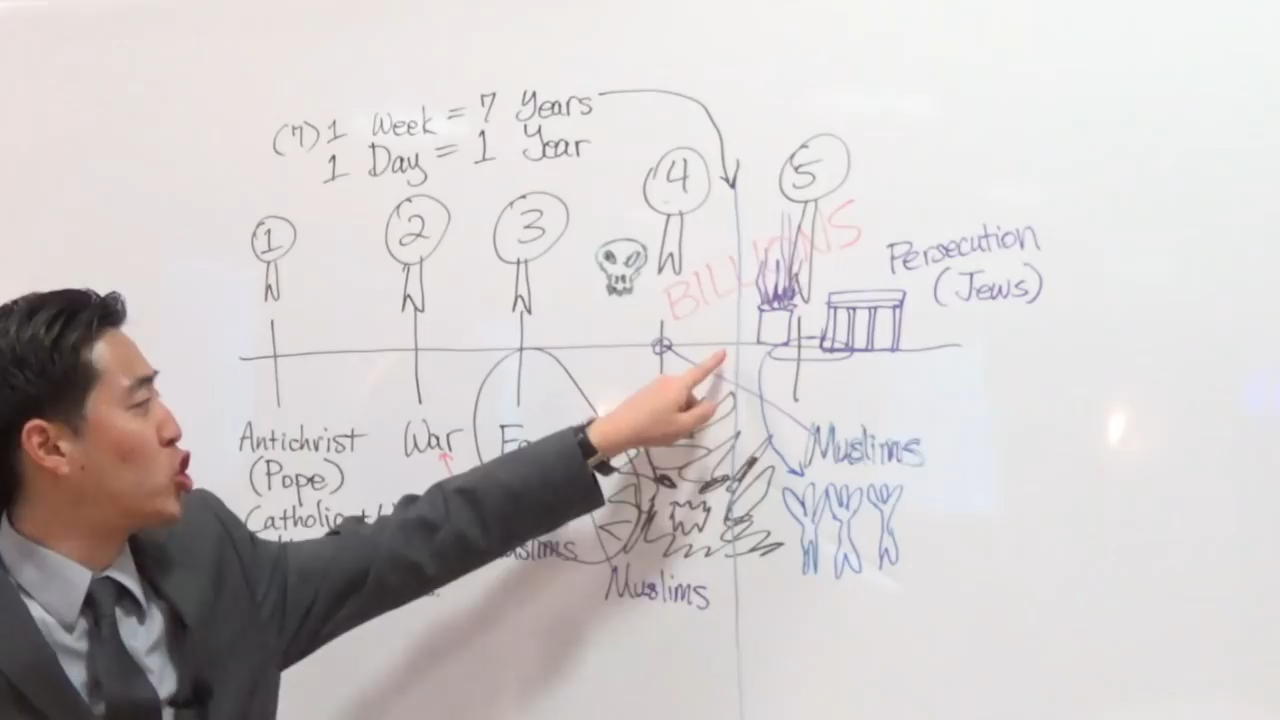 (7) 1 Week = 7 Years
1 Day = 1 Year
1
2
3
4
5
BILLIONS
Persecution
(Jews)
Antichrist
(Pope)
Catholic
War
Muslims
Muslims